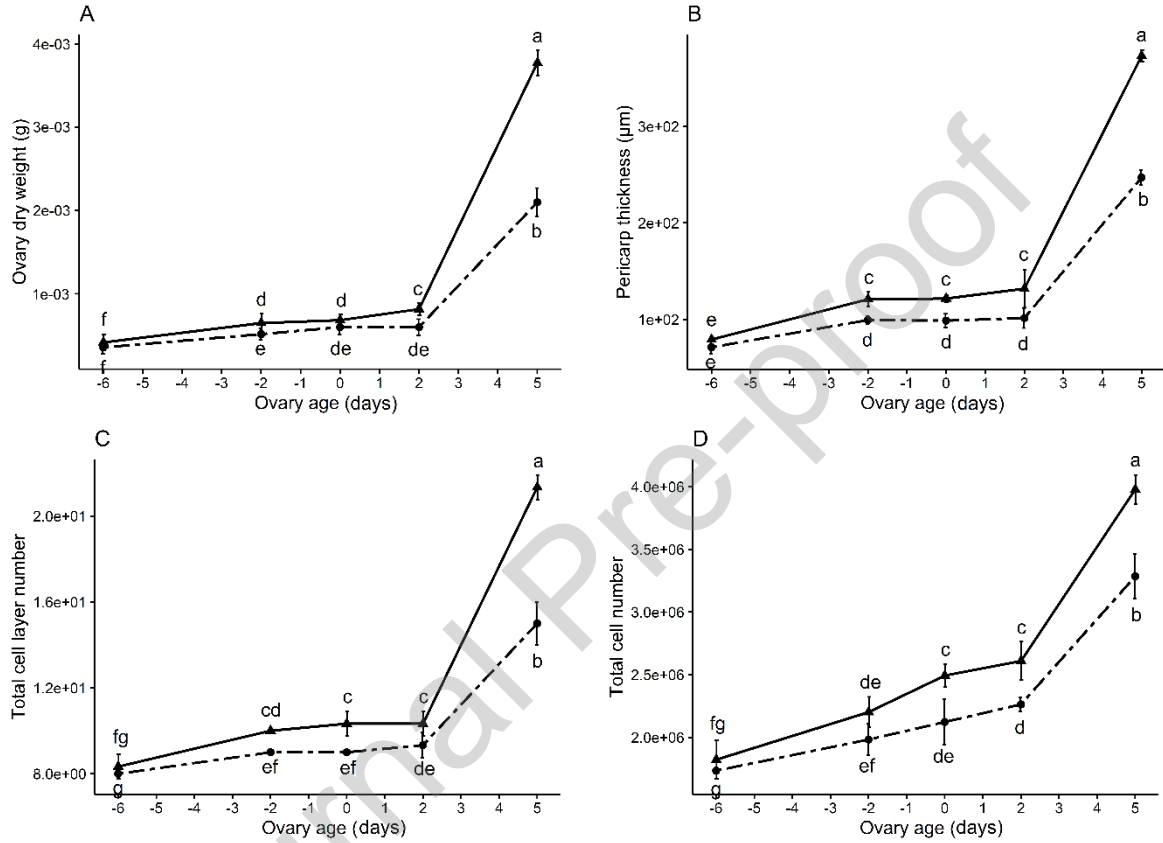 A
Ovary dry weight (g)
4e-03
3e-03
2e-03
1e-03
f
f
d
e
d
de
c
de
a
b
-6 -5 -4 -2 -1 0 1 2 3 4 5
Ovary age (days)
B
Pericarp thickness (µm)
3e+02
2e+02
1e+02
e
e
c
d
c
d
c
d
a
b
-6 -5 -4 -2 -1 0 1 2 3 4 5
Ovary age (days)
C
Total cell layer number
2.0e+01
1.6e+01
1.2e+01
8.0e+00
fg
g
cd
ef
c
ef
c
de
a
b
-6 -5 -4 -2 -1 0 1 2 3 4 5
Ovary age (days)
D
Total cell number
4.0e+06
3.5e+06
3.0e+06
2.5e+06
2.0e+06
fg
g
de
ef
c
de
c
d
a
b
-6 -5 -4 -2 -1 0 1 2 3 4 5
Ovary age (days)
rnal Pre-proof